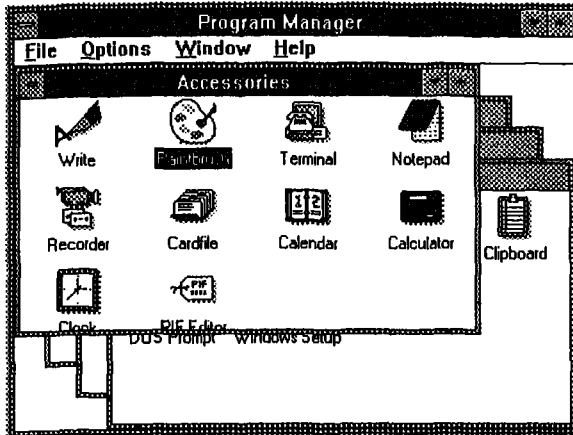 Program Manager
File Options Window Help
Accessories
Write Paintbrush Terminal Notepad
Recorder Cardfile Calendar Calculator Clipboard
Clock PIF Editor
DOS Prompt Windows Setup